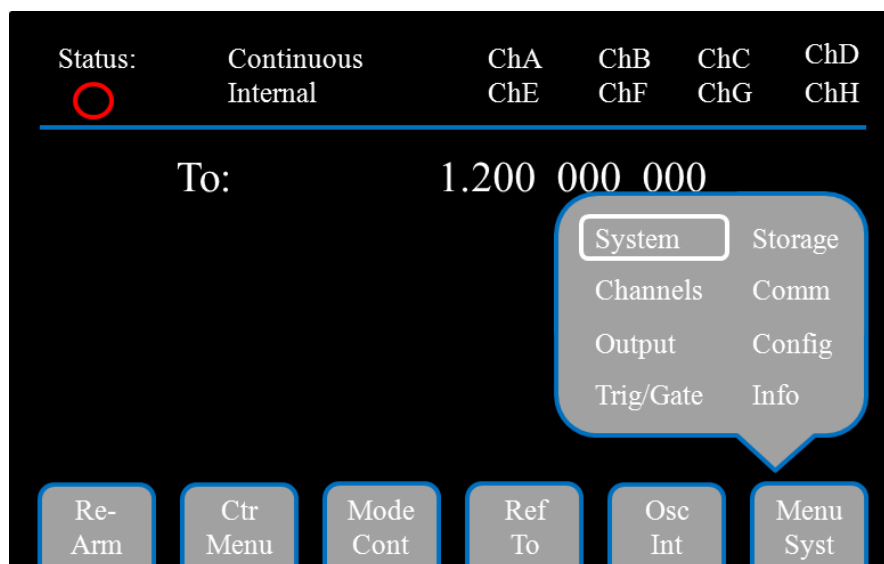 Status: Continuous ChA ChB ChC ChD
Internal ChE ChF ChG ChH
To: 1.200 000 000
System Storage
Channels Comm
Output Config
Trig/Gate Info
Re- Ctr Mode Ref Osc Menu
Arm Menu Cont To Int Syst